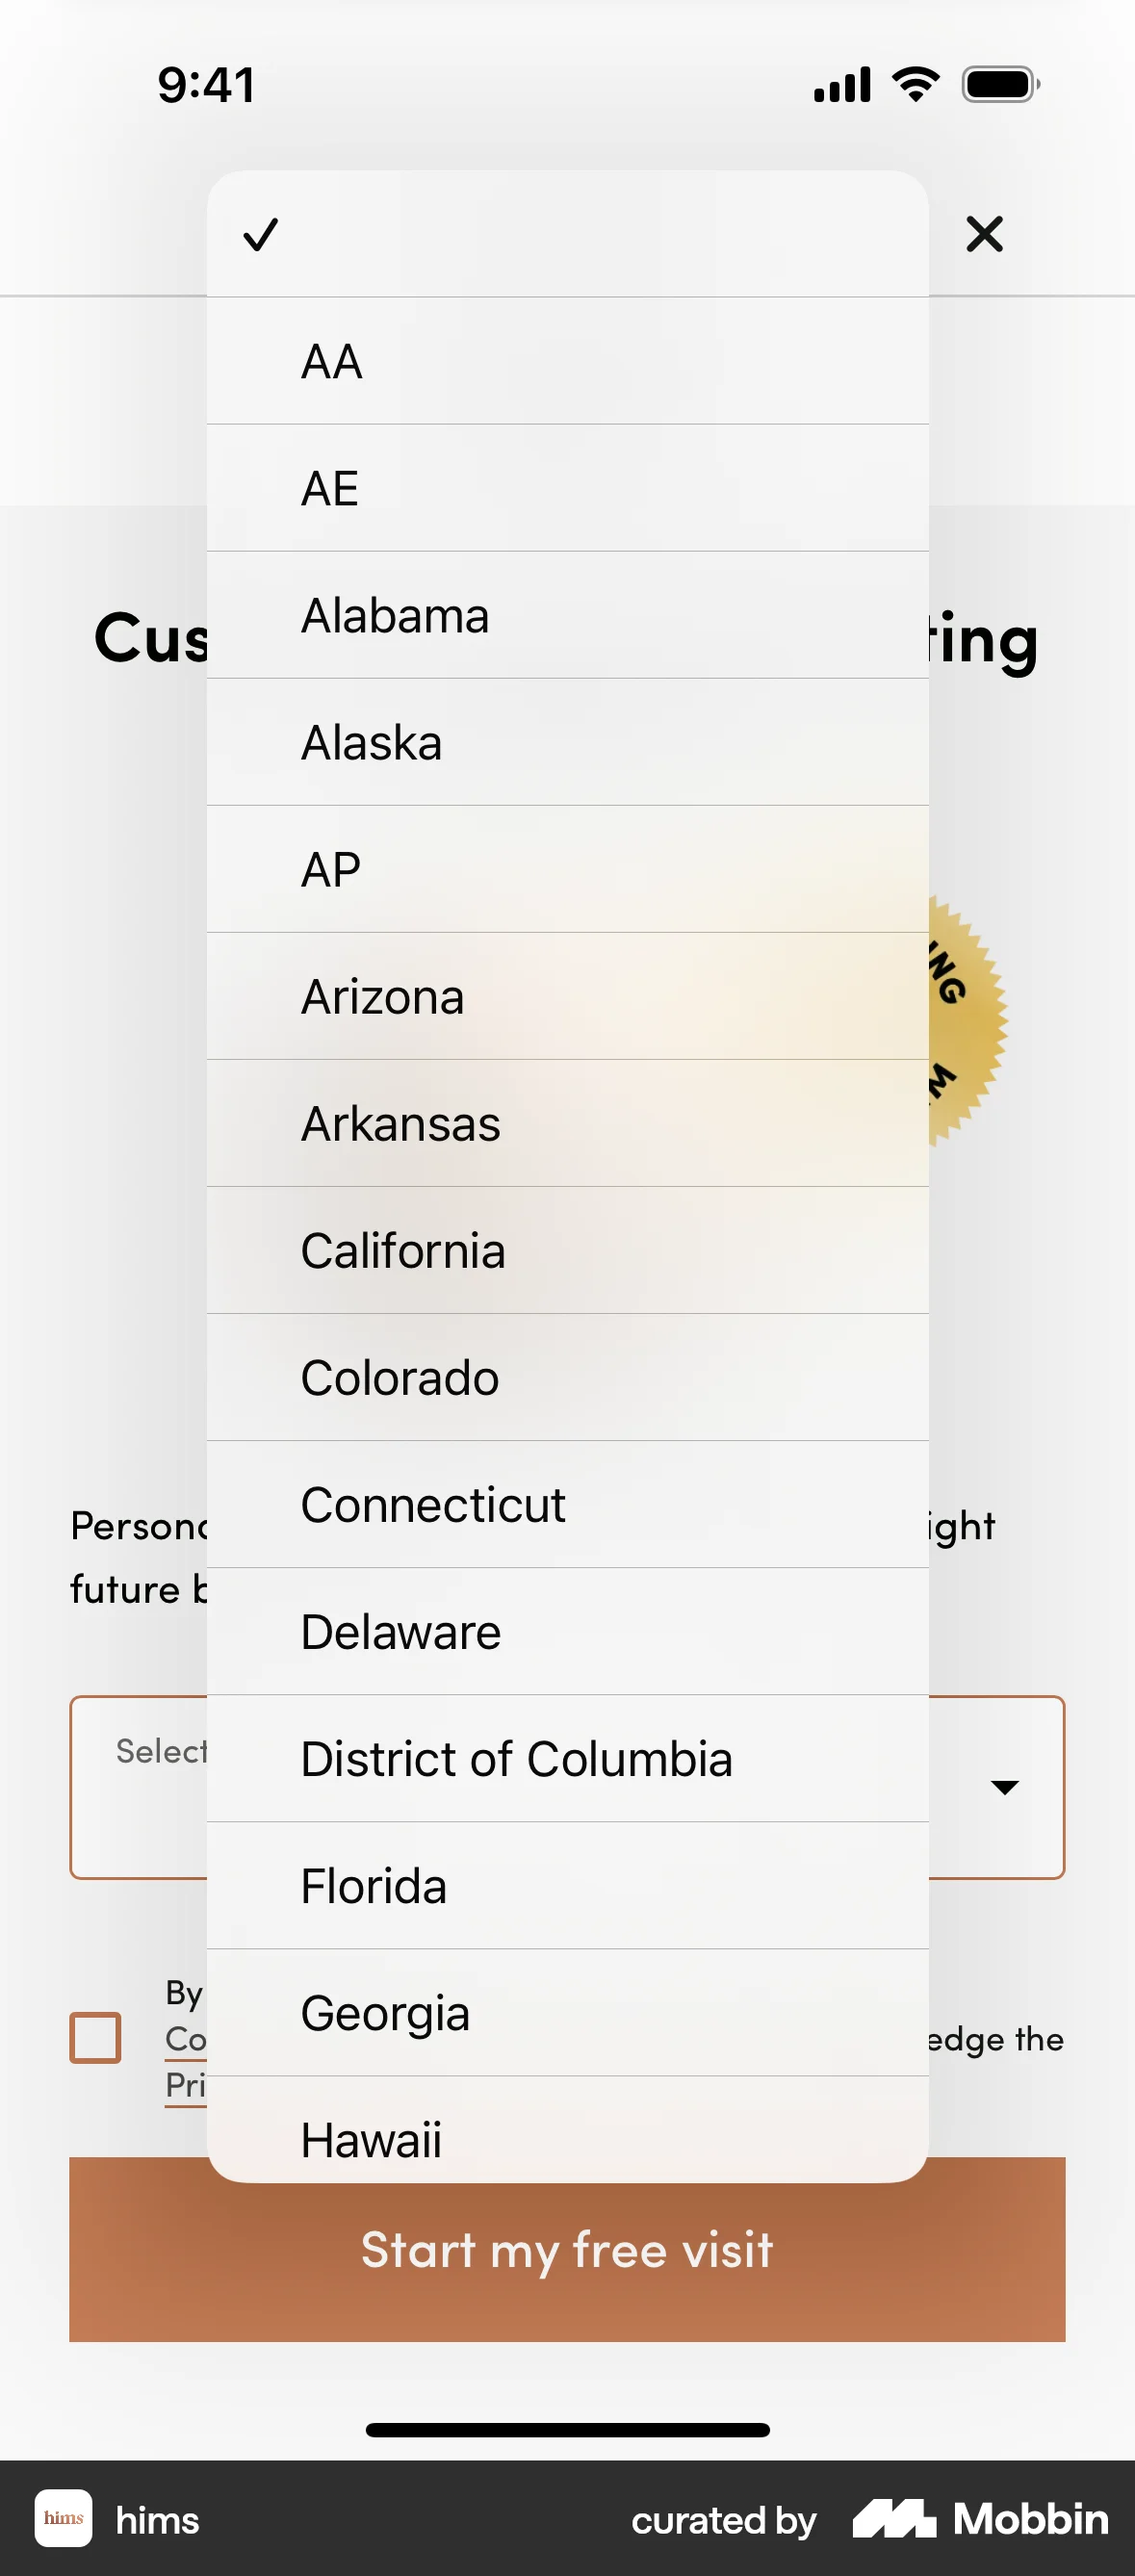 9:41
AA
AE
Alabama
Alaska
AP
Arizona
Arkansas
California
Colorado
Connecticut
Delaware
District of Columbia
Florida
Georgia
Hawaii
Cus ting
ING
W
Perso ight
future b
Select
By
Co edge the
Pri
Start my free visit
hims
hims
curated by Mobbin